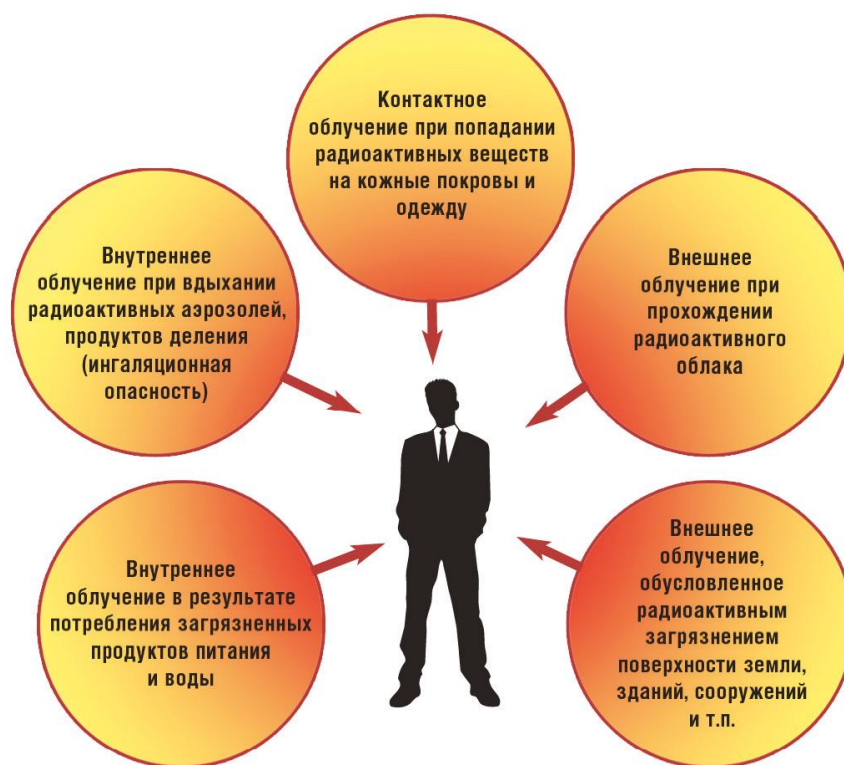 Контактное
облучение при попадании
радиоактивных веществ
на кожные покровы и
одежду
Внутреннее
облучение при вдыхании
радиоактивных аэрозолей,
продуктов деления
(ингаляционная
опасность)
Внешнее
облучение при
прохождении
радиоактивного
облака
Внутреннее
облучение в результате
потребления загрязненных
продуктов питания
и воды
Внешнее
облучение,
обусловленное
радиоактивным
загрязнением
поверхности земли,
зданий, сооружений
и т.п.